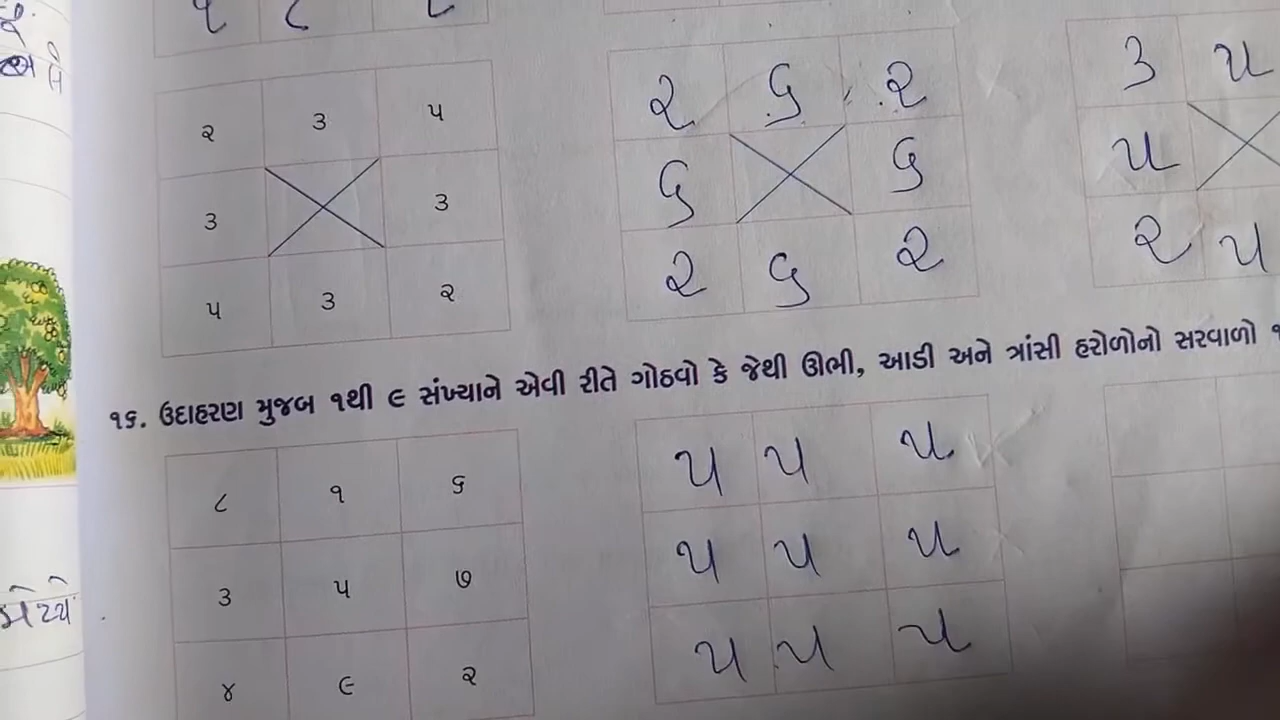 ૨ ૩ ૫ ૨ ૬ ૨ ૩ ૫
૩ ૩ ૬ ૬ ૫
૫ ૩ ૨ ૨ ૬ ૨ ૨ ૫
૧૬. ઉદાહરણ મુજબ ૧થી ૯ સંખ્યાને એવી રીતે ગોઠવો કે જેથી ઊભી, આડી અને ત્રાંસી હરોળોનો સરવાળો
૮ ૧ ૬ ૫ ૫ ૫
૩ ૫ ૭ ૫ ૫ ૫
૪ ૯ ૨ ૫ ૫ ૫